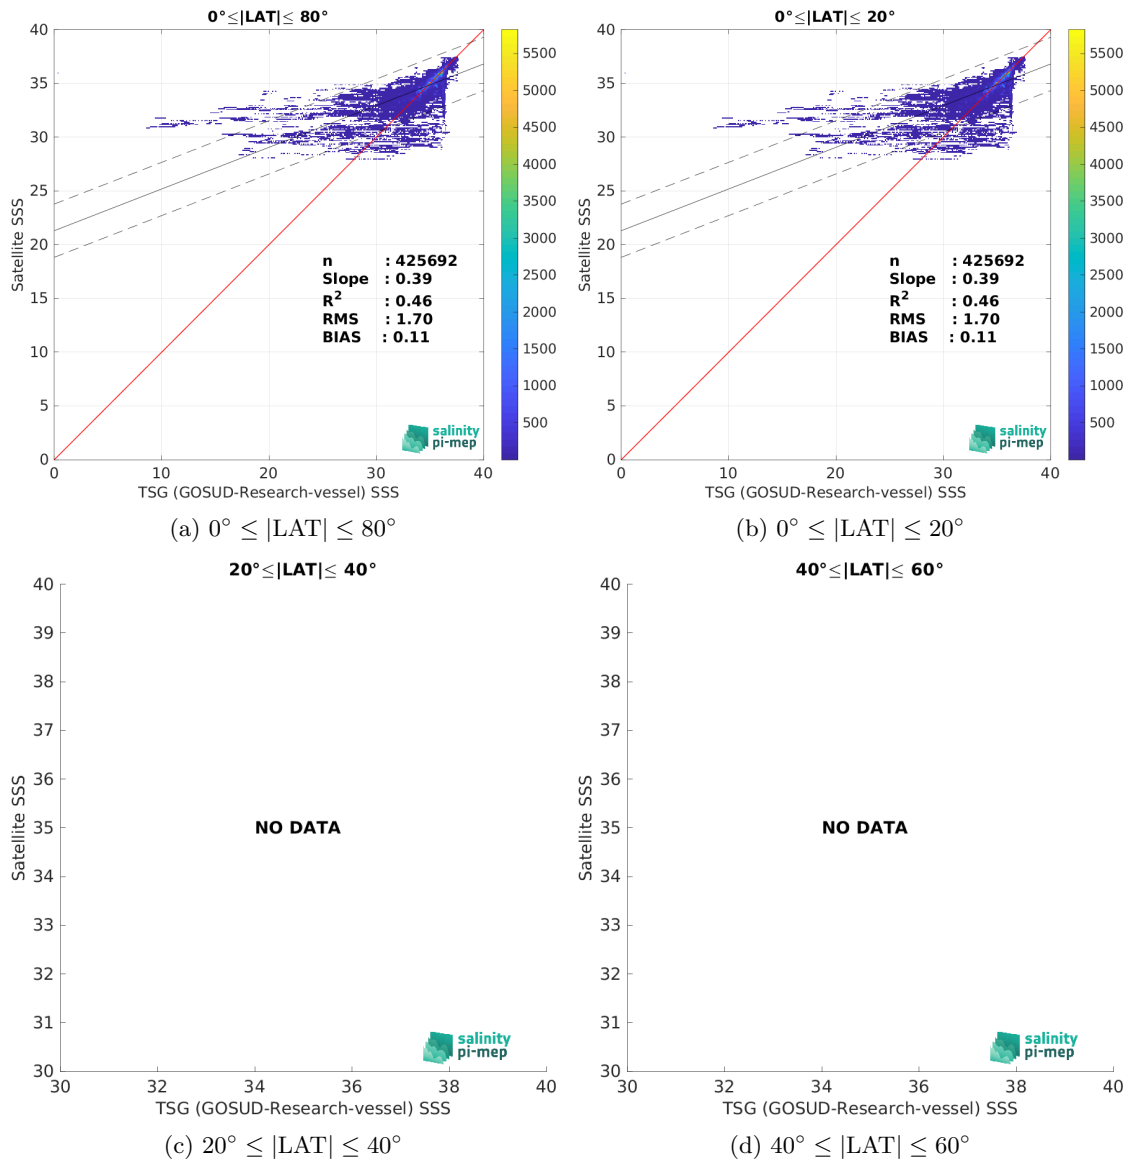 0°≤|LAT|≤ 80°
40
35
30
25
20
15
10
5
0
Satellite SSS
n : 425692
Slope : 0.39
R² : 0.46
RMS : 1.70
BIAS : 0.11
salinity
pi-mep
0 10 20 30 40
TSG (GOSUD-Research-vessel) SSS
5500
5000
4500
4000
3500
3000
2500
2000
1500
1000
500
(a) 0° ≤ |LAT| ≤ 80°
0°≤|LAT|≤ 20°
40
35
30
25
20
15
10
5
0
Satellite SSS
n : 425692
Slope : 0.39
R² : 0.46
RMS : 1.70
BIAS : 0.11
salinity
pi-mep
0 10 20 30 40
TSG (GOSUD-Research-vessel) SSS
5500
5000
4500
4000
3500
3000
2500
2000
1500
1000
500
(b) 0° ≤ |LAT| ≤ 20°
20°≤|LAT|≤ 40°
40
39
38
37
36
35
34
33
32
31
30
Satellite SSS
NO DATA
salinity
pi-mep
30 32 34 36 38 40
TSG (GOSUD-Research-vessel) SSS
(c) 20° ≤ |LAT| ≤ 40°
40°≤|LAT|≤ 60°
40
39
38
37
36
35
34
33
32
31
30
Satellite SSS
NO DATA
salinity
pi-mep
30 32 34 36 38 40
TSG (GOSUD-Research-vessel) SSS
(d) 40° ≤ |LAT| ≤ 60°